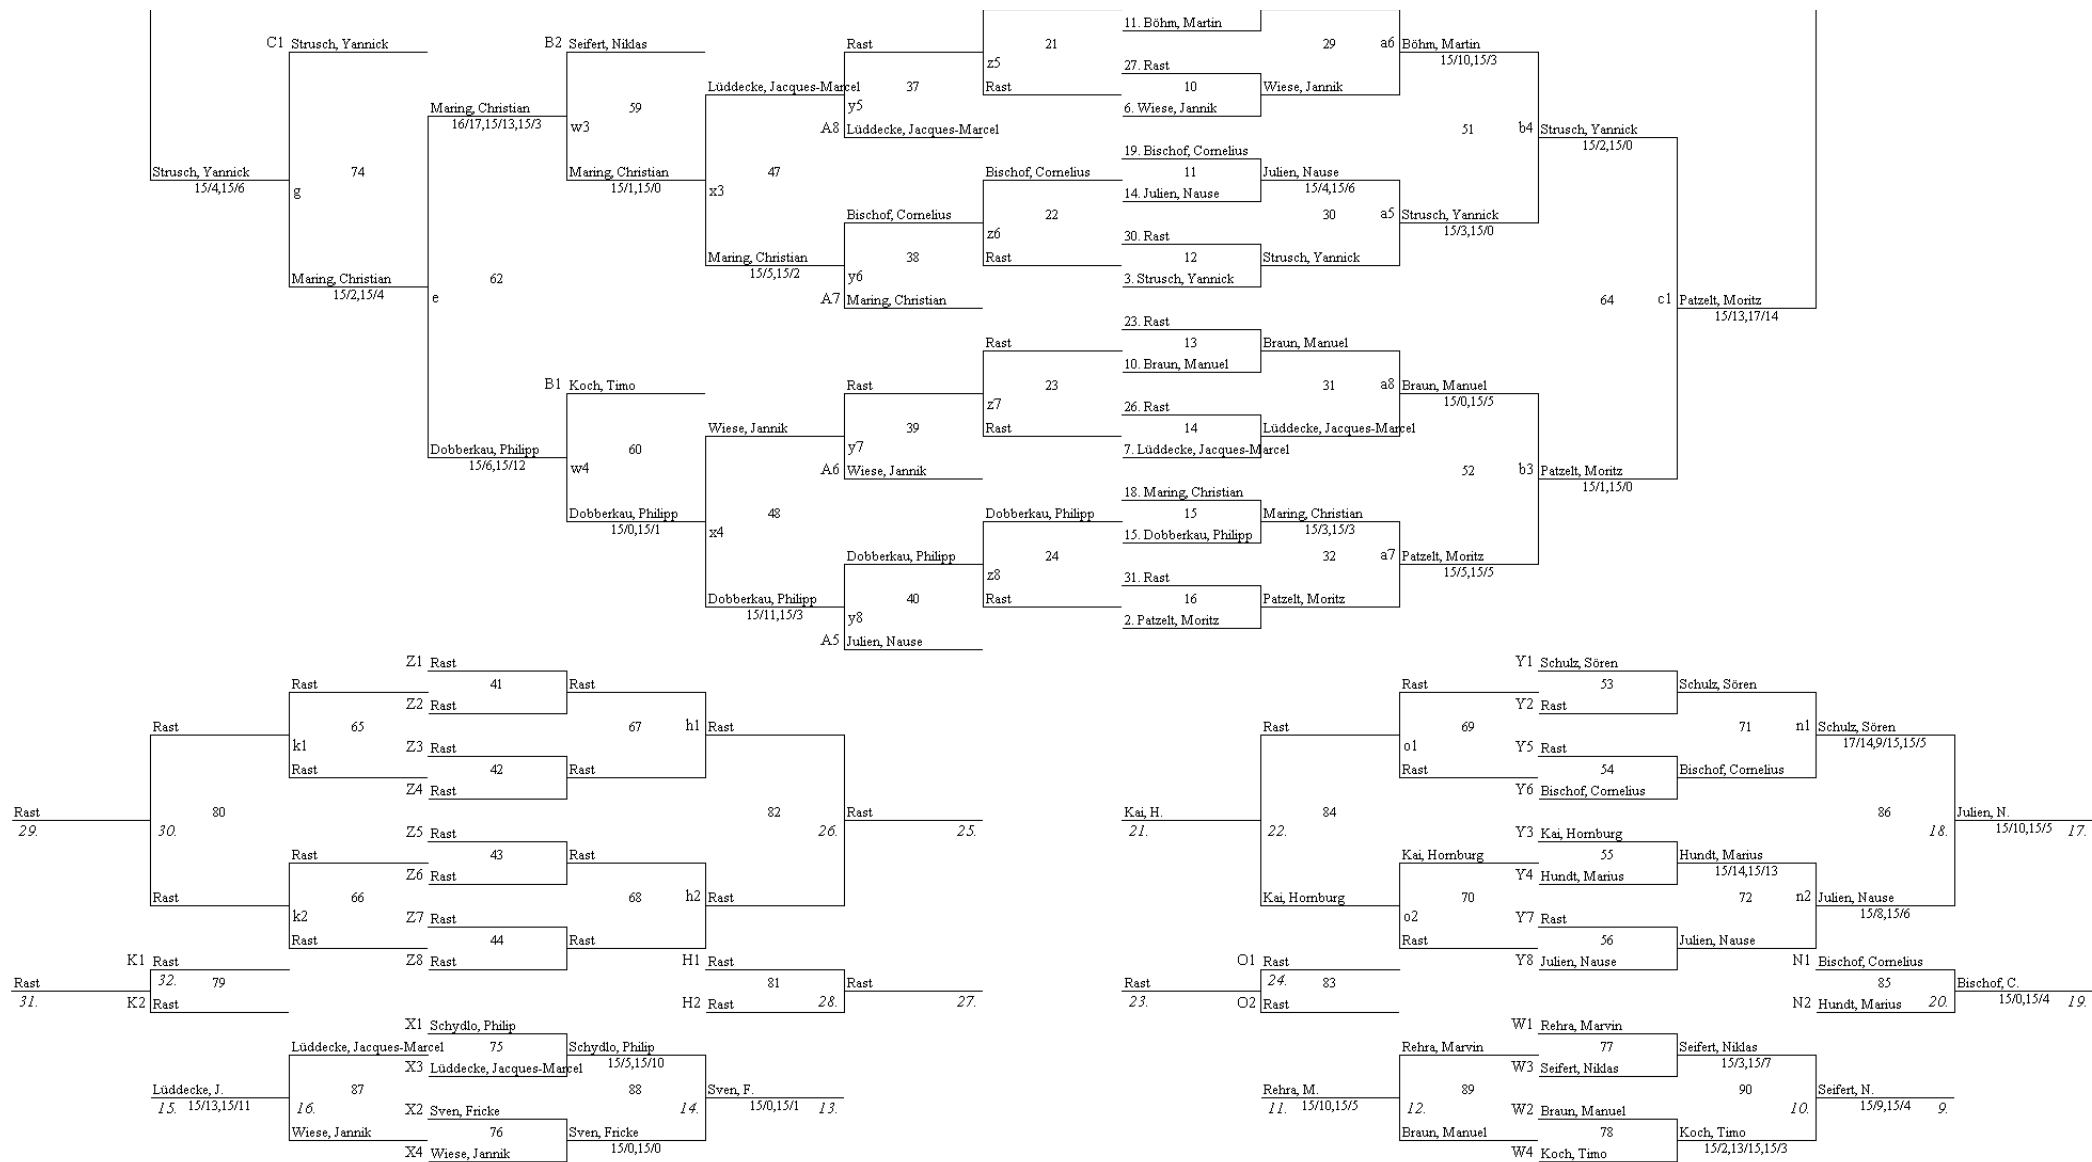 11. Böhm, Martin
C1 Strusch, Yannick
B2 Seifert, Niklas
Rast
21
29
a6 Böhm, Martin
15/10,15/3
z5
27. Rast
Lüddecke, Jacques-Marcel
37
Rast
10
Wiese, Jannik
Maring, Christian
16/17,15/13,15/3
59
y5
6. Wiese, Jannik
w3
A8 Lüddecke, Jacques-Marcel
51
b4 Strusch, Yannick
15/2,15/0
19. Bischof, Cornelius
Strusch, Yannick
15/4,15/6
74
Maring, Christian
15/1,15/0
47
Bischof, Cornelius
11
Julien, Nause
15/4,15/6
g
x3
14. Julien, Nause
Bischof, Cornelius
22
30
a5 Strusch, Yannick
15/3,15/0
z6
30. Rast
Maring, Christian
15/5,15/2
38
Rast
12
Strusch, Yannick
Maring, Christian
15/2,15/4
62
y6
3. Strusch, Yannick
e
A7 Maring, Christian
64
c1 Patzelt, Moritz
15/13,17/14
23. Rast
Rast
13
Braun, Manuel
10. Braun, Manuel
B1 Koch, Timo
Rast
23
31
a8 Braun, Manuel
15/0,15/5
z7
26. Rast
Wiese, Jannik
39
Rast
14
Lüddecke, Jacques-Marcel
Dobberkau, Philipp
15/6,15/12
60
y7
7. Lüddecke, Jacques-Marcel
w4
A6 Wiese, Jannik
52
b3 Patzelt, Moritz
15/1,15/0
18. Maring, Christian
Dobberkau, Philipp
15/0,15/1
48
Dobberkau, Philipp
15
Maring, Christian
15/3,15/3
x4
15. Dobberkau, Philipp
Dobberkau, Philipp
24
32
a7 Patzelt, Moritz
15/5,15/5
z8
31. Rast
Dobberkau, Philipp
15/11,15/3
40
Rast
16
Patzelt, Moritz
y8
2. Patzelt, Moritz
A5 Julien, Nause
Z1 Rast
Rast
41
Rast
Z2 Rast
Rast
65
67
h1 Rast
k1
Z3 Rast
Rast
42
Rast
Z4 Rast
Rast
29.
30.
80
82
26.
Rast
25.
Z5 Rast
Rast
43
Rast
Z6 Rast
Rast
66
68
h2 Rast
k2
Z7 Rast
Rast
44
Rast
Z8 Rast
K1 Rast
H1 Rast
Rast
31.
32.
79
81
28.
Rast
27.
K2 Rast
H2 Rast
X1 Schydlo, Philip
Lüddecke, Jacques-Marcel
75
Schydlo, Philip
15/5,15/10
X3 Lüddecke, Jacques-Marcel
Lüddecke, J.
15. 15/13,15/11
16.
87
88
14.
Sven, F.
15/0,15/1 13.
X2 Sven, Fricke
Wiese, Jannik
76
Sven, Fricke
15/0,15/0
X4 Wiese, Jannik
Y1 Schulz, Sören
Rast
53
Schulz, Sören
Y2 Rast
Rast
69
71
n1 Schulz, Sören
17/14,9/15,15/5
o1
Y5 Rast
Rast
54
Bischof, Cornelius
Y6 Bischof, Cornelius
Kai, H.
21.
22.
84
86
18.
Julien, N.
15/10,15/5 17.
Y3 Kai, Hornburg
Kai, Hornburg
55
Hundt, Marius
15/14,15/13
Y4 Hundt, Marius
Kai, Hornburg
70
72
n2 Julien, Nause
15/8,15/6
o2
Y7 Rast
Rast
56
Julien, Nause
Y8 Julien, Nause
O1 Rast
N1 Bischof, Cornelius
Rast
23.
24.
83
85
20.
Bischof, C.
15/0,15/4 19.
O2 Rast
N2 Hundt, Marius
W1 Rehra, Marvin
Rehra, Marvin
77
Seifert, Niklas
15/3,15/7
W3 Seifert, Niklas
Rehra, M.
11. 15/10,15/5
12.
89
90
10.
Seifert, N.
15/9,15/4 9.
W2 Braun, Manuel
Braun, Manuel
78
Koch, Timo
15/2,13/15,15/3
W4 Koch, Timo